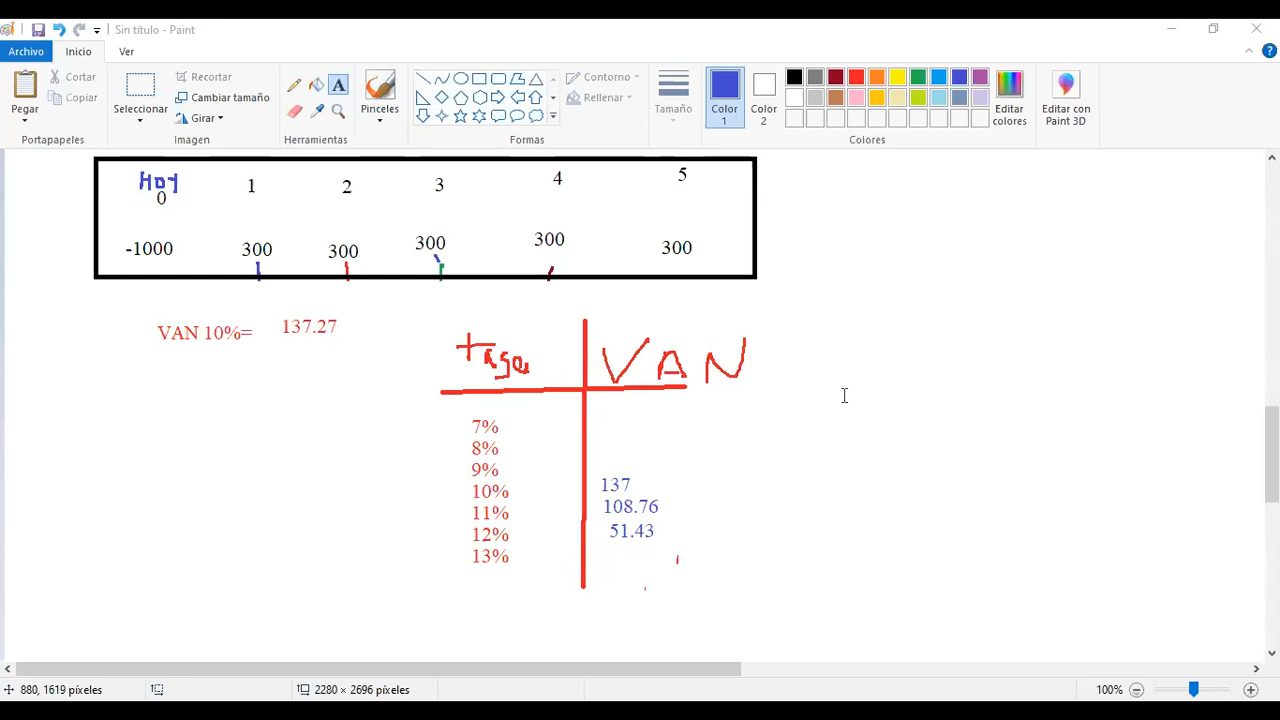 Sin título - Paint
Archivo Inicio Ver
Pegar
Cortar
Copiar
Portapapeles
Seleccionar
Recortar
Cambiar tamaño
Girar
Imagen
A
Herramientas
Pinceles
Contorno
Rellenar
Formas
Tamaño
Color 1
Color 2
Editar colores
Colores
Editar con Paint 3D
Hoy
0 1 2 3 4 5
-1000 300 300 300 300 300
VAN 10%= 137.27
tasa VAN
7%
8%
9%
10% 137
11% 108.76
12% 51.43
13%
880, 1619 píxeles
2280 × 2696 píxeles
100%